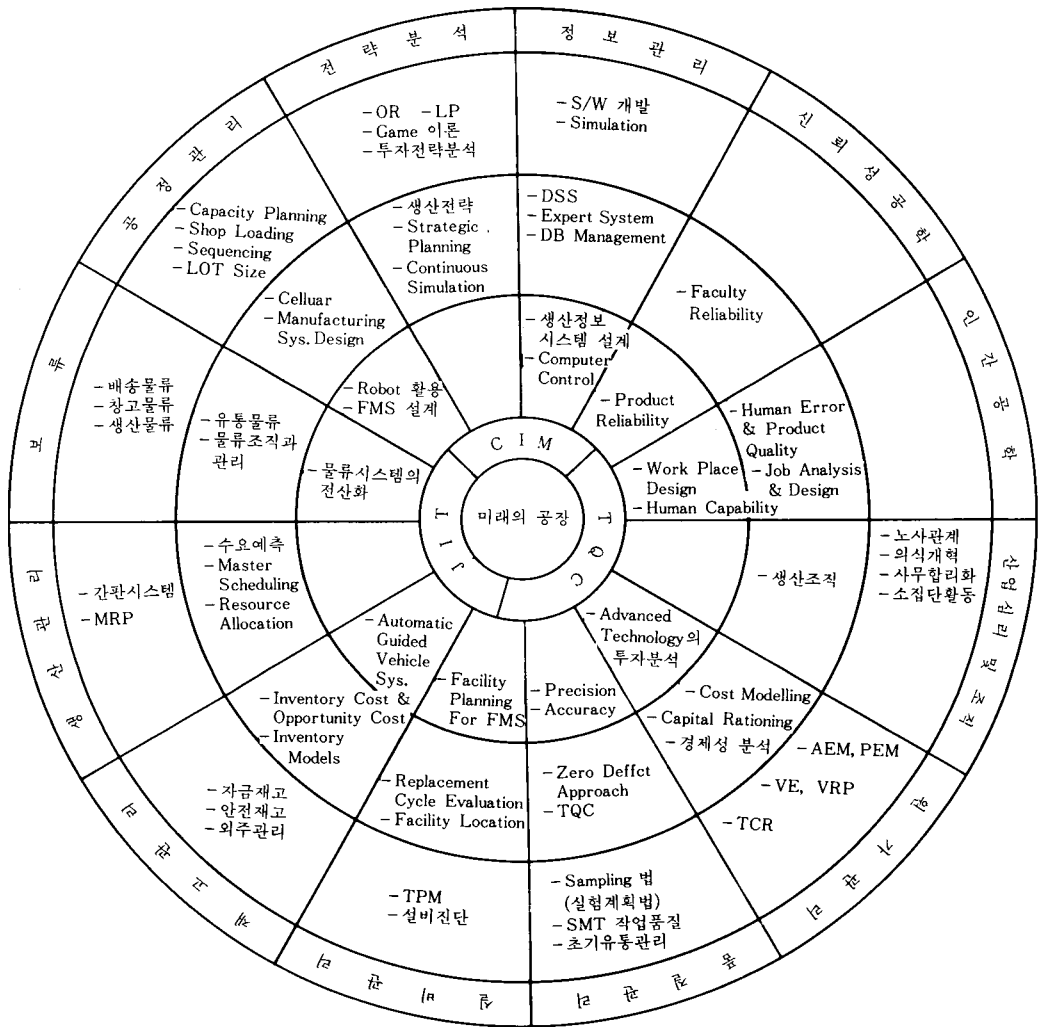 전략분석
정보관리
신뢰성공학
인간공학
산업심리 및 조직
원가관리
품질관리
설비관리
재고관리
생산관리
보류
공정관리
- OR - LP
- Game 이론
- 투자전략분석
- S/W 개발
- Simulation
- Capacity Planning
- Shop Loading
- Sequencing
- LOT Size
- 생산전략
- Strategic
Planning
- Continuous
Simulation
- DSS
- Expert System
- DB Management
- Celluar
- Manufacturing
Sys. Design
- Faculty
Reliability
- 생산정보
시스템 설계
- Computer
Control
- Robot 활용
- FMS 설계
- Product
Reliability
- 배송물류
- 창고물류
- 생산물류
- 유통물류
- 물류조직과
관리
- 물류시스템의
전산화
- Human Error
& Product
Quality
- Job Analysis
& Design
- Work Place
Design
- Human Capability
CIM
TQC
JIT
미래의 공장
- 간판시스템
- MRP
- 수요예측
- Master
Scheduling
- Resource
Allocation
- Automatic
Guided
Vehicle
Sys.
- 생산조직
- 노사관계
- 의식개혁
- 사무합리화
- 소집단활동
- Advanced
Technology의
투자분석
- Facility
Planning
For FMS
- Precision
- Accuracy
- Cost Modelling
- Capital Rationing
- 경제성 분석
- AEM, PEM
- VE, VRP
- TCR
- Inventory Cost &
Opportunity Cost
- Inventory
Models
- 자금재고
- 안전재고
- 외주관리
- Replacement
Cycle Evaluation
- Facility Location
- Zero Deffct
Approach
- TQC
- TPM
- 설비진단
- Sampling 법
(실험계획법)
- SMT 작업품질
- 초기유통관리